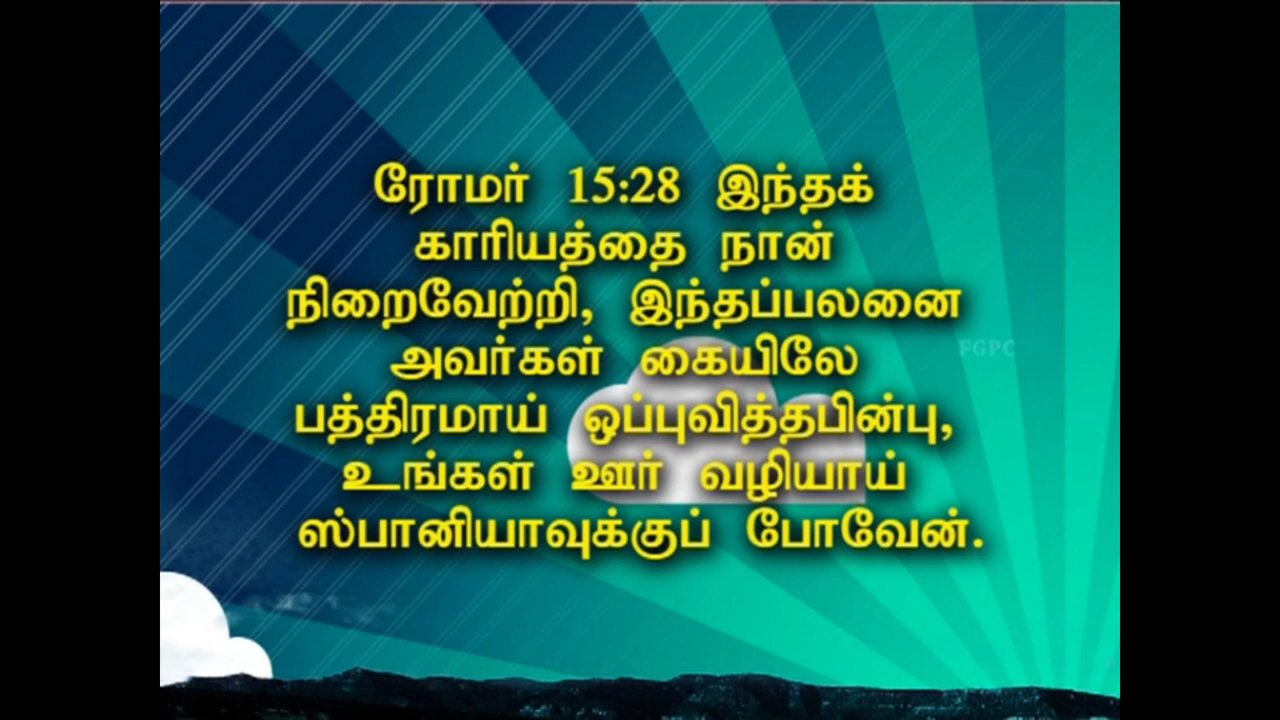 ரோமர் 15:28 இந்தக்
காரியத்தை நான்
நிறைவேற்றி, இந்தப்பலனை
அவர்கள் கையிலே
FGPC
பத்திரமாய் ஒப்புவித்தபின்பு,
உங்கள் ஊர் வழியாய்
ஸ்பானியாவுக்குப் போவேன்.